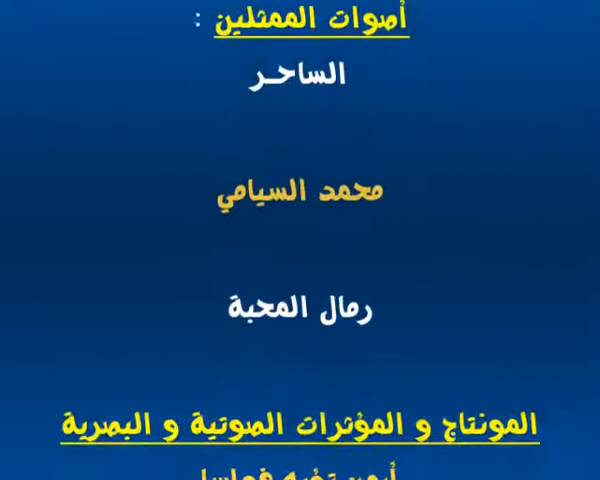 أصوات الممثلين :
الساحـر
محمد السيامي
رمال المحبة
المونتاج و المؤثرات الصوتية و البصرية